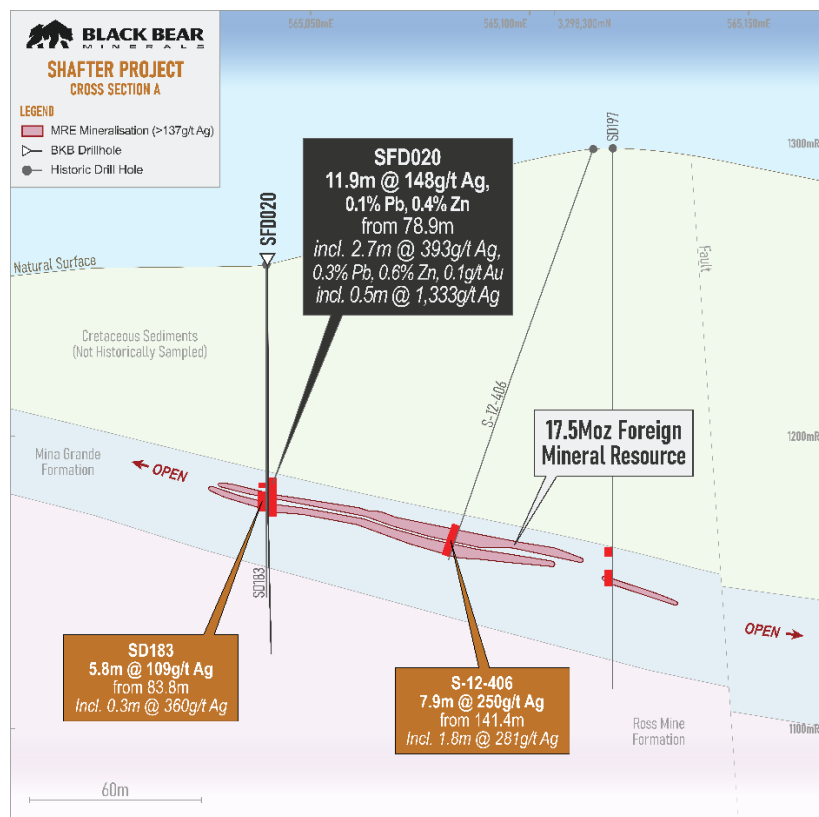 BLACK BEAR
MINERALS
SHAFTER PROJECT
CROSS SECTION A
LEGEND
MRE Mineralisation (>137g/t Ag)
BKB Drillhole
Historic Drill Hole
565,050mE
565,100mE
3,298,300mN
565,150mE
SD197
1300mR
SFD020
SFD020
11.9m @ 148g/t Ag,
0.1% Pb, 0.4% Zn
from 78.9m
incl. 2.7m @ 393g/t Ag,
0.3% Pb, 0.6% Zn, 0.1g/t Au
incl. 0.5m @ 1,333g/t Ag
Natural Surface
Fault
Cretaceous Sediments
(Not Historically Sampled)
S-12-406
17.5Moz Foreign
Mineral Resource
1200mR
Mina Grande
Formation
OPEN
SD183
OPEN
SD183
5.8m @ 109g/t Ag
from 83.8m
Incl. 0.3m @ 360g/t Ag
S-12-406
7.9m @ 250g/t Ag
from 141.4m
Incl. 1.8m @ 281g/t Ag
Ross Mine
Formation
1100mR
60m